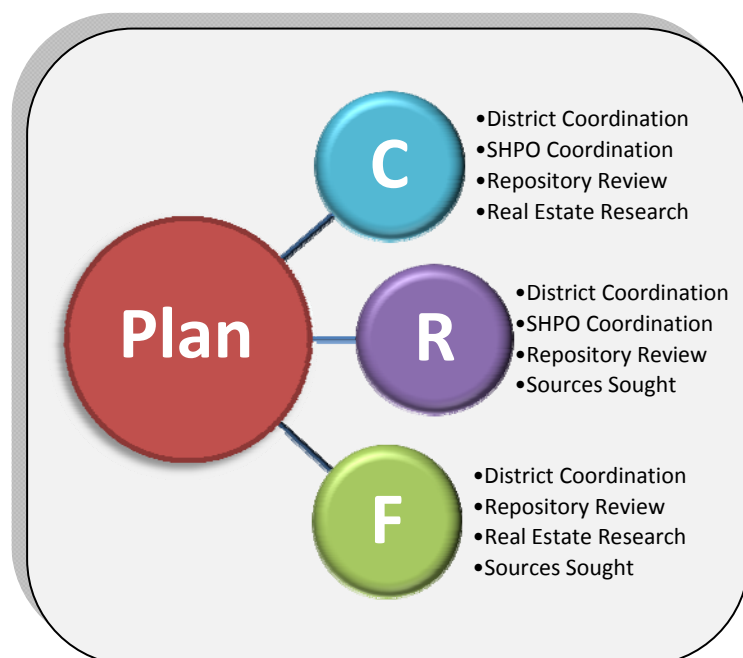 Plan
C
•District Coordination
•SHPO Coordination
•Repository Review
•Real Estate Research
R
•District Coordination
•SHPO Coordination
•Repository Review
•Sources Sought
F
•District Coordination
•Repository Review
•Real Estate Research
•Sources Sought